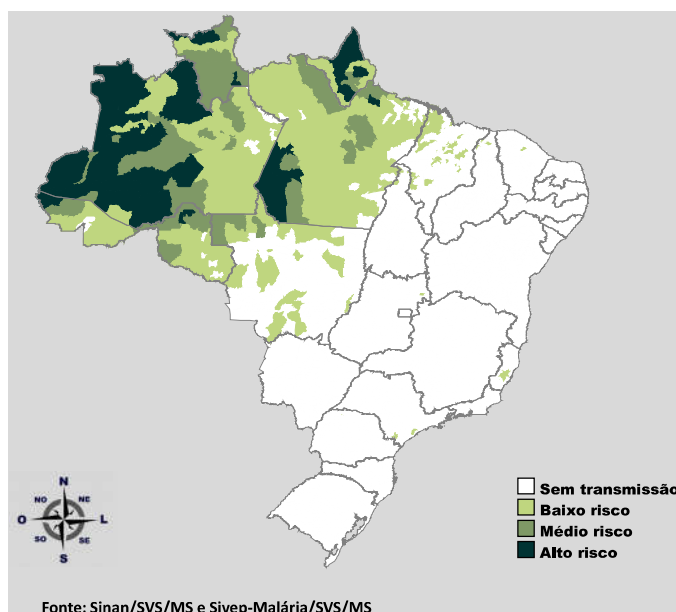 N
NO NE
O L
SO SE
S
Sem transmissão
Baixo risco
Médio risco
Alto risco
Fonte: Sinan/SVS/MS e Sivep-Malária/SVS/MS